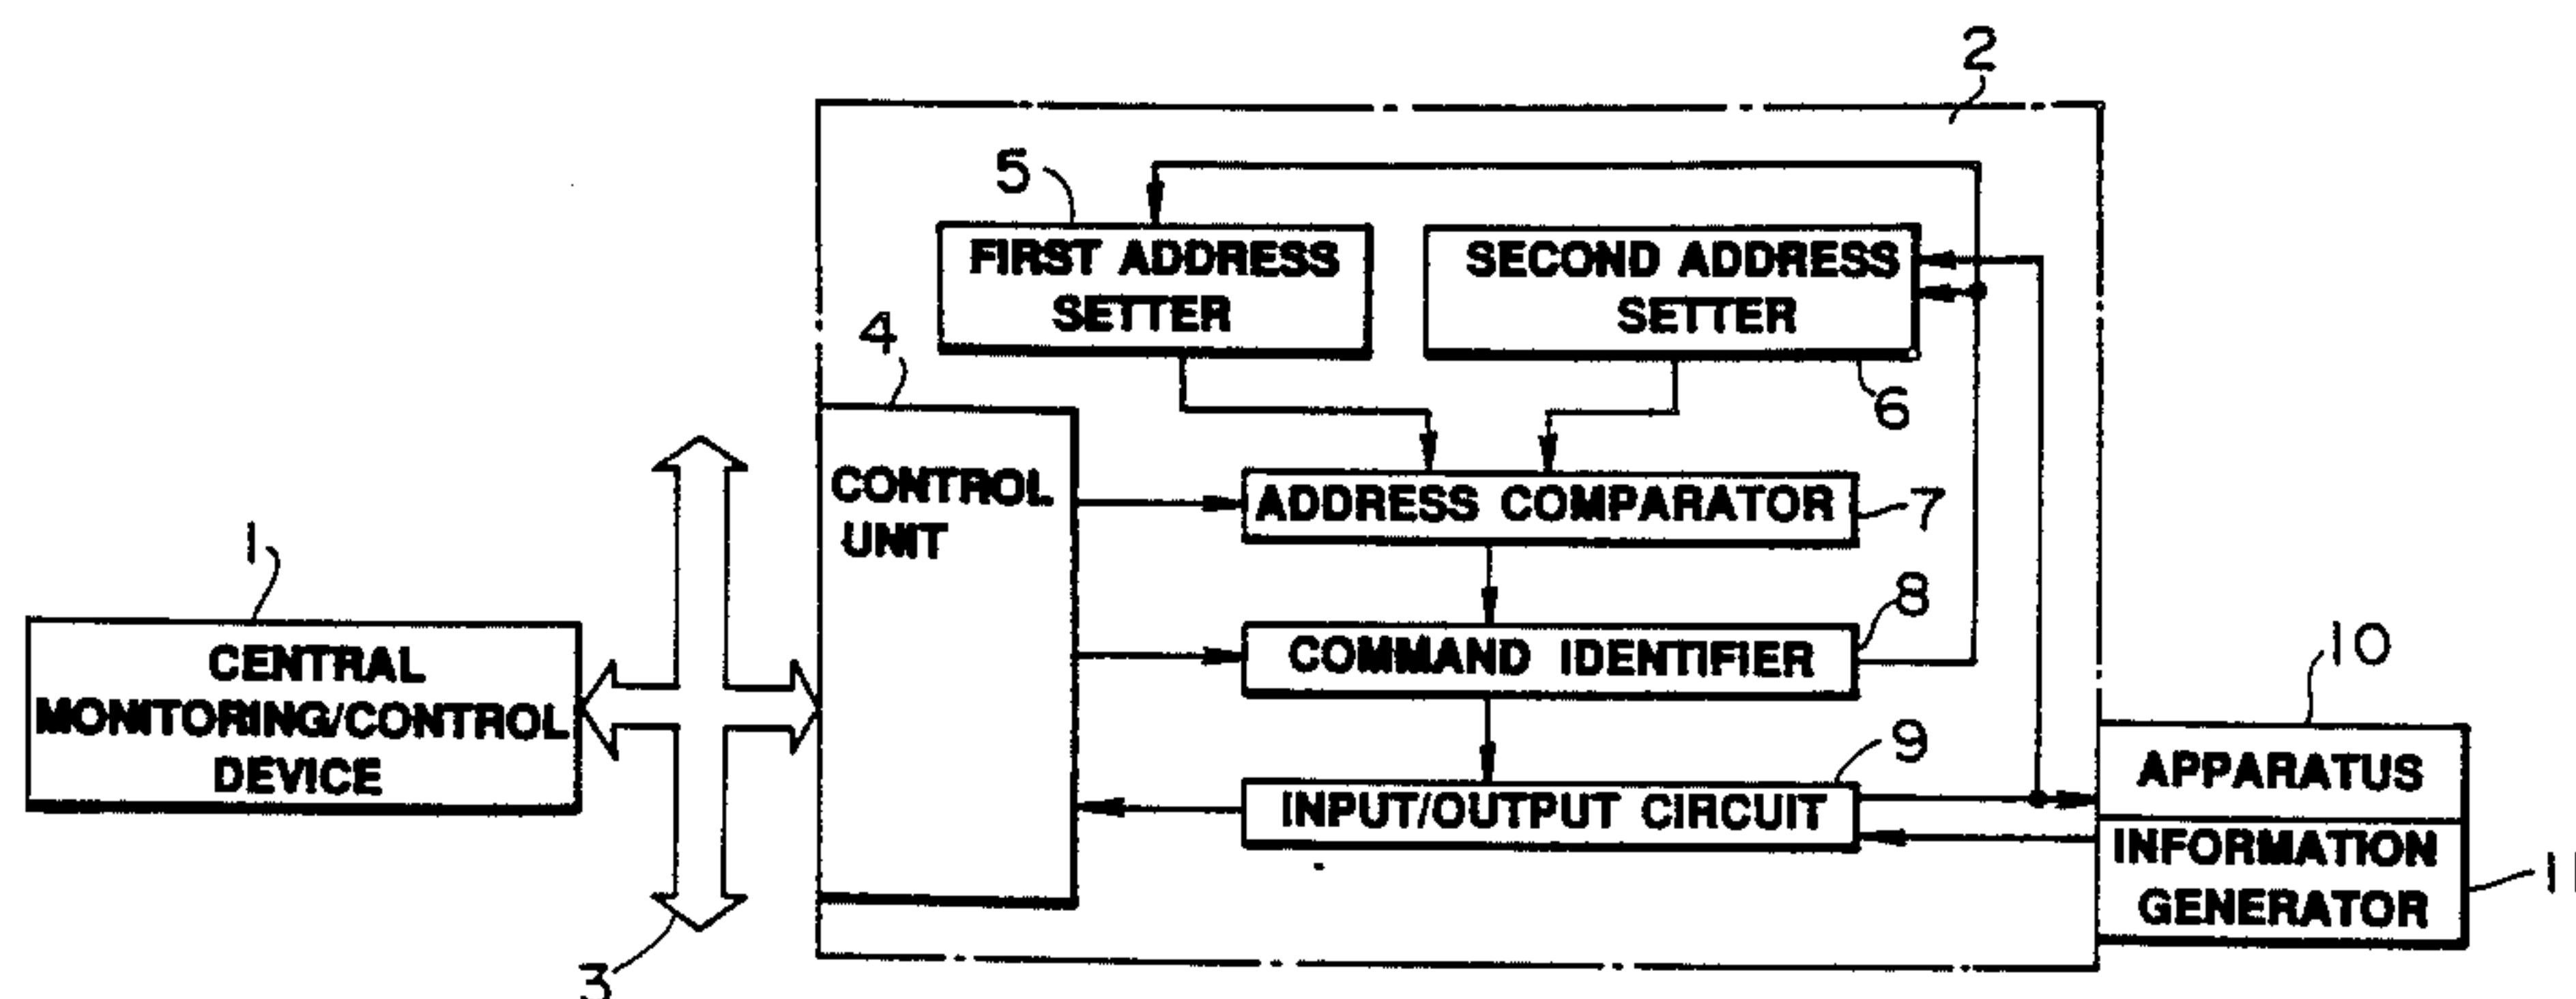 2
5
FIRST ADDRESS
SETTER
SECOND ADDRESS
SETTER
6
4
CONTROL
UNIT
ADDRESS COMPARATOR
7
1
CENTRAL
MONITORING/CONTROL
DEVICE
COMMAND IDENTIFIER
8
9
INPUT/OUTPUT CIRCUIT
10
APPARATUS
INFORMATION
GENERATOR
11
3